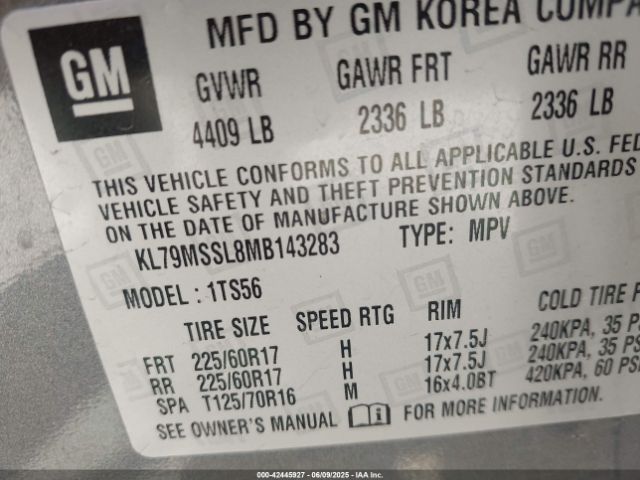 GM
MFD BY GM KOREA
GVWR GAWR FRT GAWR RR
4409 LB 2336 LB 2336 LB
THIS VEHICLE CONFORMS TO ALL APPLICABLE U.S. FED
VEHICLE SAFETY AND THEFT PREVENTION STANDARDS
ON THE DATE OF MANUFACTURE SHOWN ABOVE.
KL79MSSL8MB143283 TYPE: MPV
MODEL : 1TS56
TIRE SIZE SPEED RTG RIM COLD TIRE
FRT 225/60R17 H 17x7.5J 240KPA, 35
RR 225/60R17 H 17x7.5J 240KPA, 35
SPA T125/70R16 M 16x4.0BT 420KPA, 60
SEE OWNER'S MANUAL FOR MORE INFORMATION.
000-42445927 - 06/09/2025 - IAA Inc.